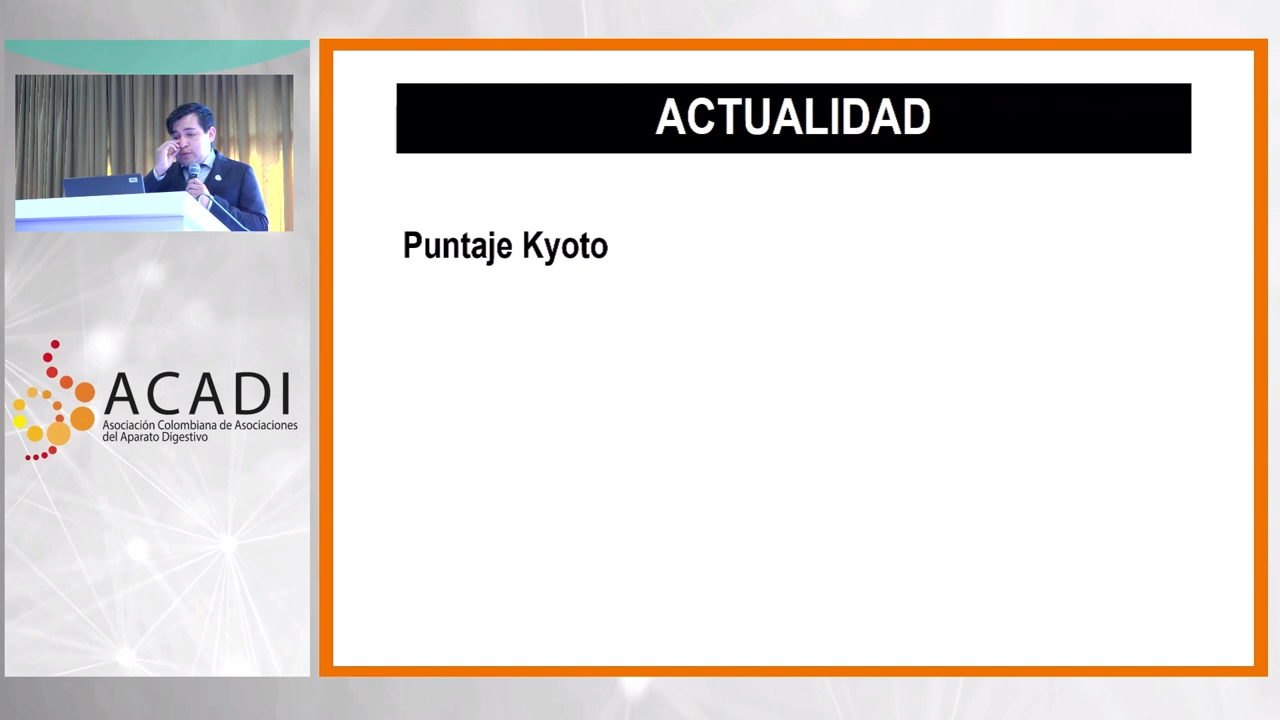 ACTUALIDAD
Puntaje Kyoto
ACADI
Asociación Colombiana de Asociaciones
del Aparato Digestivo